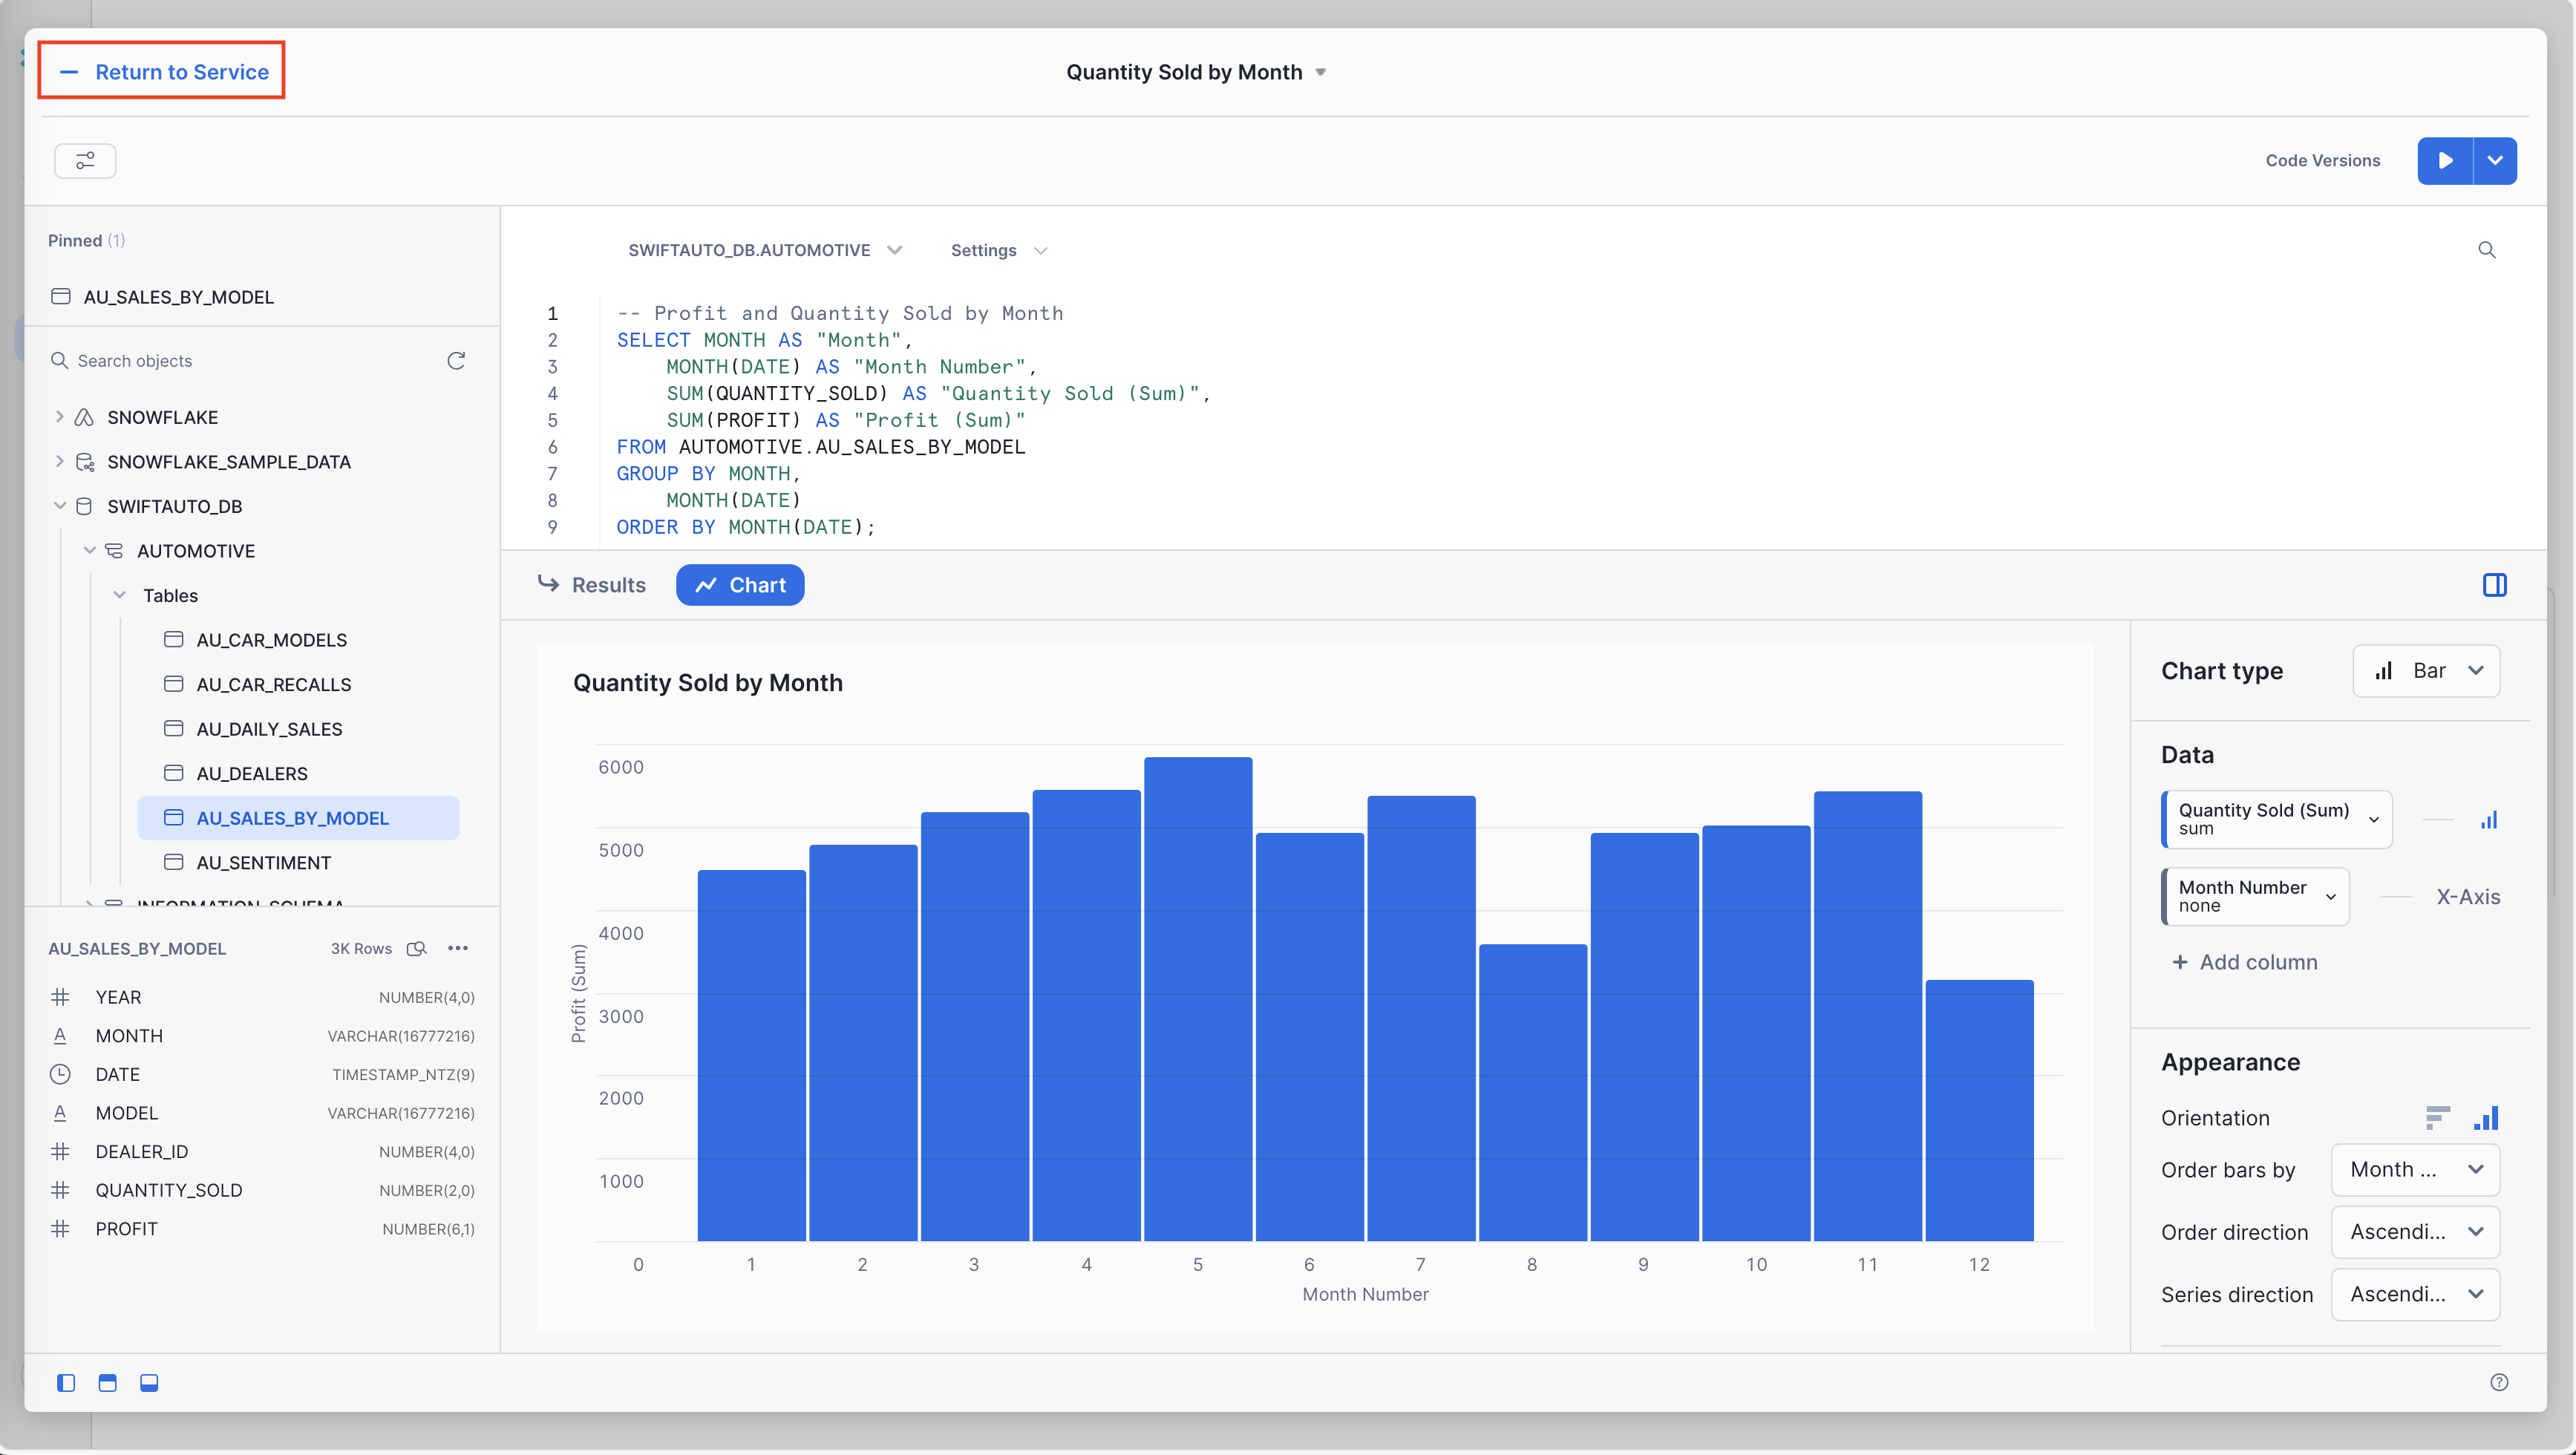 Return to Service
Quantity Sold by Month
Code Versions
Pinned (1)
AU_SALES_BY_MODEL
Search objects
SNOWFLAKE
SNOWFLAKE_SAMPLE_DATA
SWIFTAUTO_DB
AUTOMOTIVE
Tables
AU_CAR_MODELS
AU_CAR_RECALLS
AU_DAILY_SALES
AU_DEALERS
AU_SALES_BY_MODEL
AU_SENTIMENT
INFORMATION_SCHEMA
AU_SALES_BY_MODEL 3K Rows
YEAR NUMBER(4,0)
MONTH VARCHAR(16777216)
DATE TIMESTAMP_NTZ(9)
MODEL VARCHAR(16777216)
DEALER_ID NUMBER(4,0)
QUANTITY_SOLD NUMBER(2,0)
PROFIT NUMBER(6,1)
SWIFTAUTO_DB.AUTOMOTIVE Settings
1 -- Profit and Quantity Sold by Month
2 SELECT MONTH AS "Month",
3 MONTH(DATE) AS "Month Number",
4 SUM(QUANTITY_SOLD) AS "Quantity Sold (Sum)",
5 SUM(PROFIT) AS "Profit (Sum)"
6 FROM AUTOMOTIVE.AU_SALES_BY_MODEL
7 GROUP BY MONTH,
8 MONTH(DATE)
9 ORDER BY MONTH(DATE);
Results Chart
Quantity Sold by Month
6000
5000
4000
3000
2000
1000
Profit (Sum)
0 1 2 3 4 5 6 7 8 9 10 11 12
Month Number
Chart type Bar
Data
Quantity Sold (Sum)
sum
Month Number
none
X-Axis
+ Add column
Appearance
Orientation
Order bars by Month ...
Order direction Ascendi...
Series direction Ascendi...